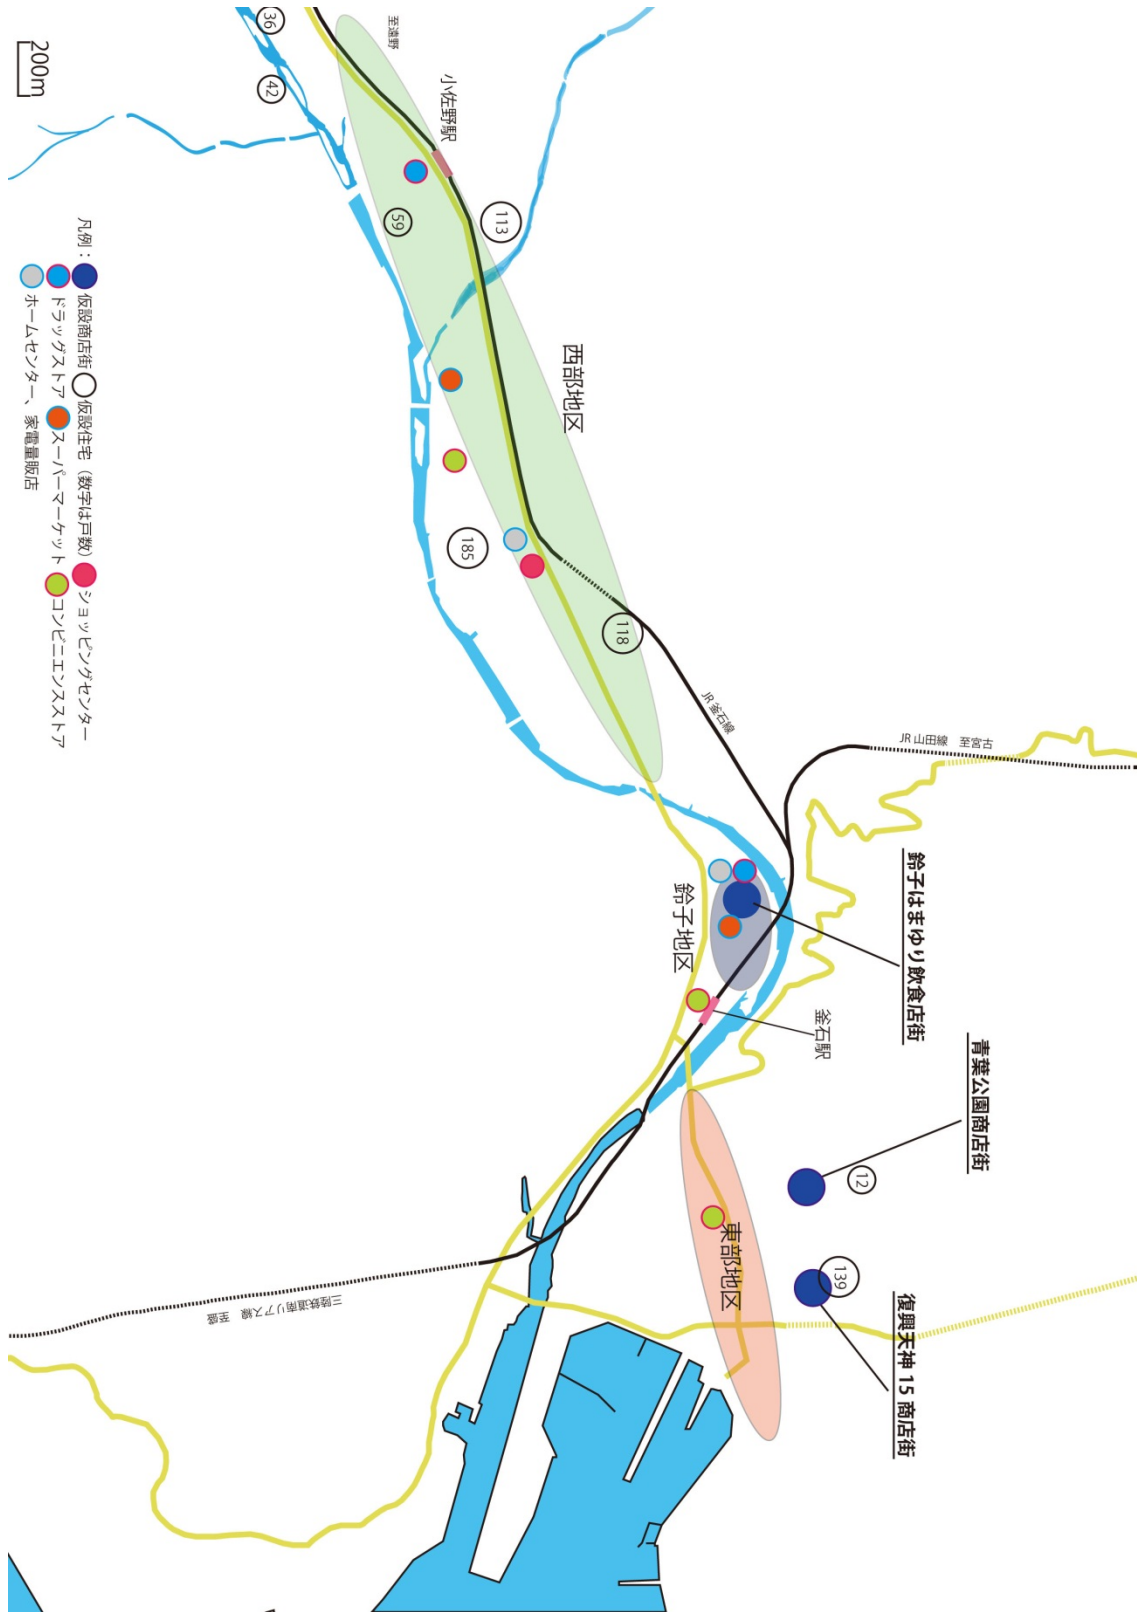 至遠野
小佐野駅
36
42
59
113
西部地区
185
118
JR 釜石線
JR 山田線　至宮古
鈴子はまゆり飲食店街
鈴子地区
釜石駅
青葉公園商店街
12
139
復興天神 15 商店街
東部地区
三陸鉄道南リアス線　至盛
200m
凡例：仮設商店街 仮設住宅（数字は戸数） ショッピングセンター
ドラッグストア スーパーマーケット コンビニエンスストア
ホームセンター、家電量販店